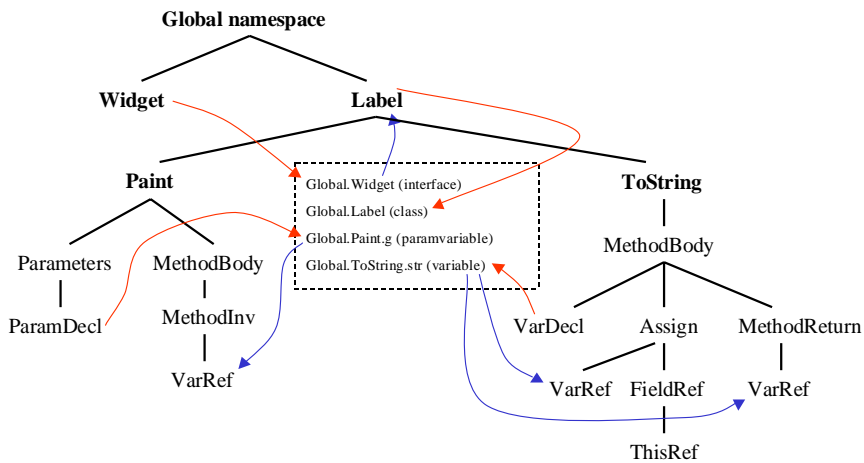 Global namespace
Widget
Label
Paint
ToString
Global.Widget (interface)
Global.Label (class)
Global.Paint.g (paramvariable)
Global.ToString.str (variable)
Parameters
MethodBody
MethodBody
ParamDecl
MethodInv
VarDecl
Assign
MethodReturn
VarRef
VarRef
FieldRef
VarRef
ThisRef